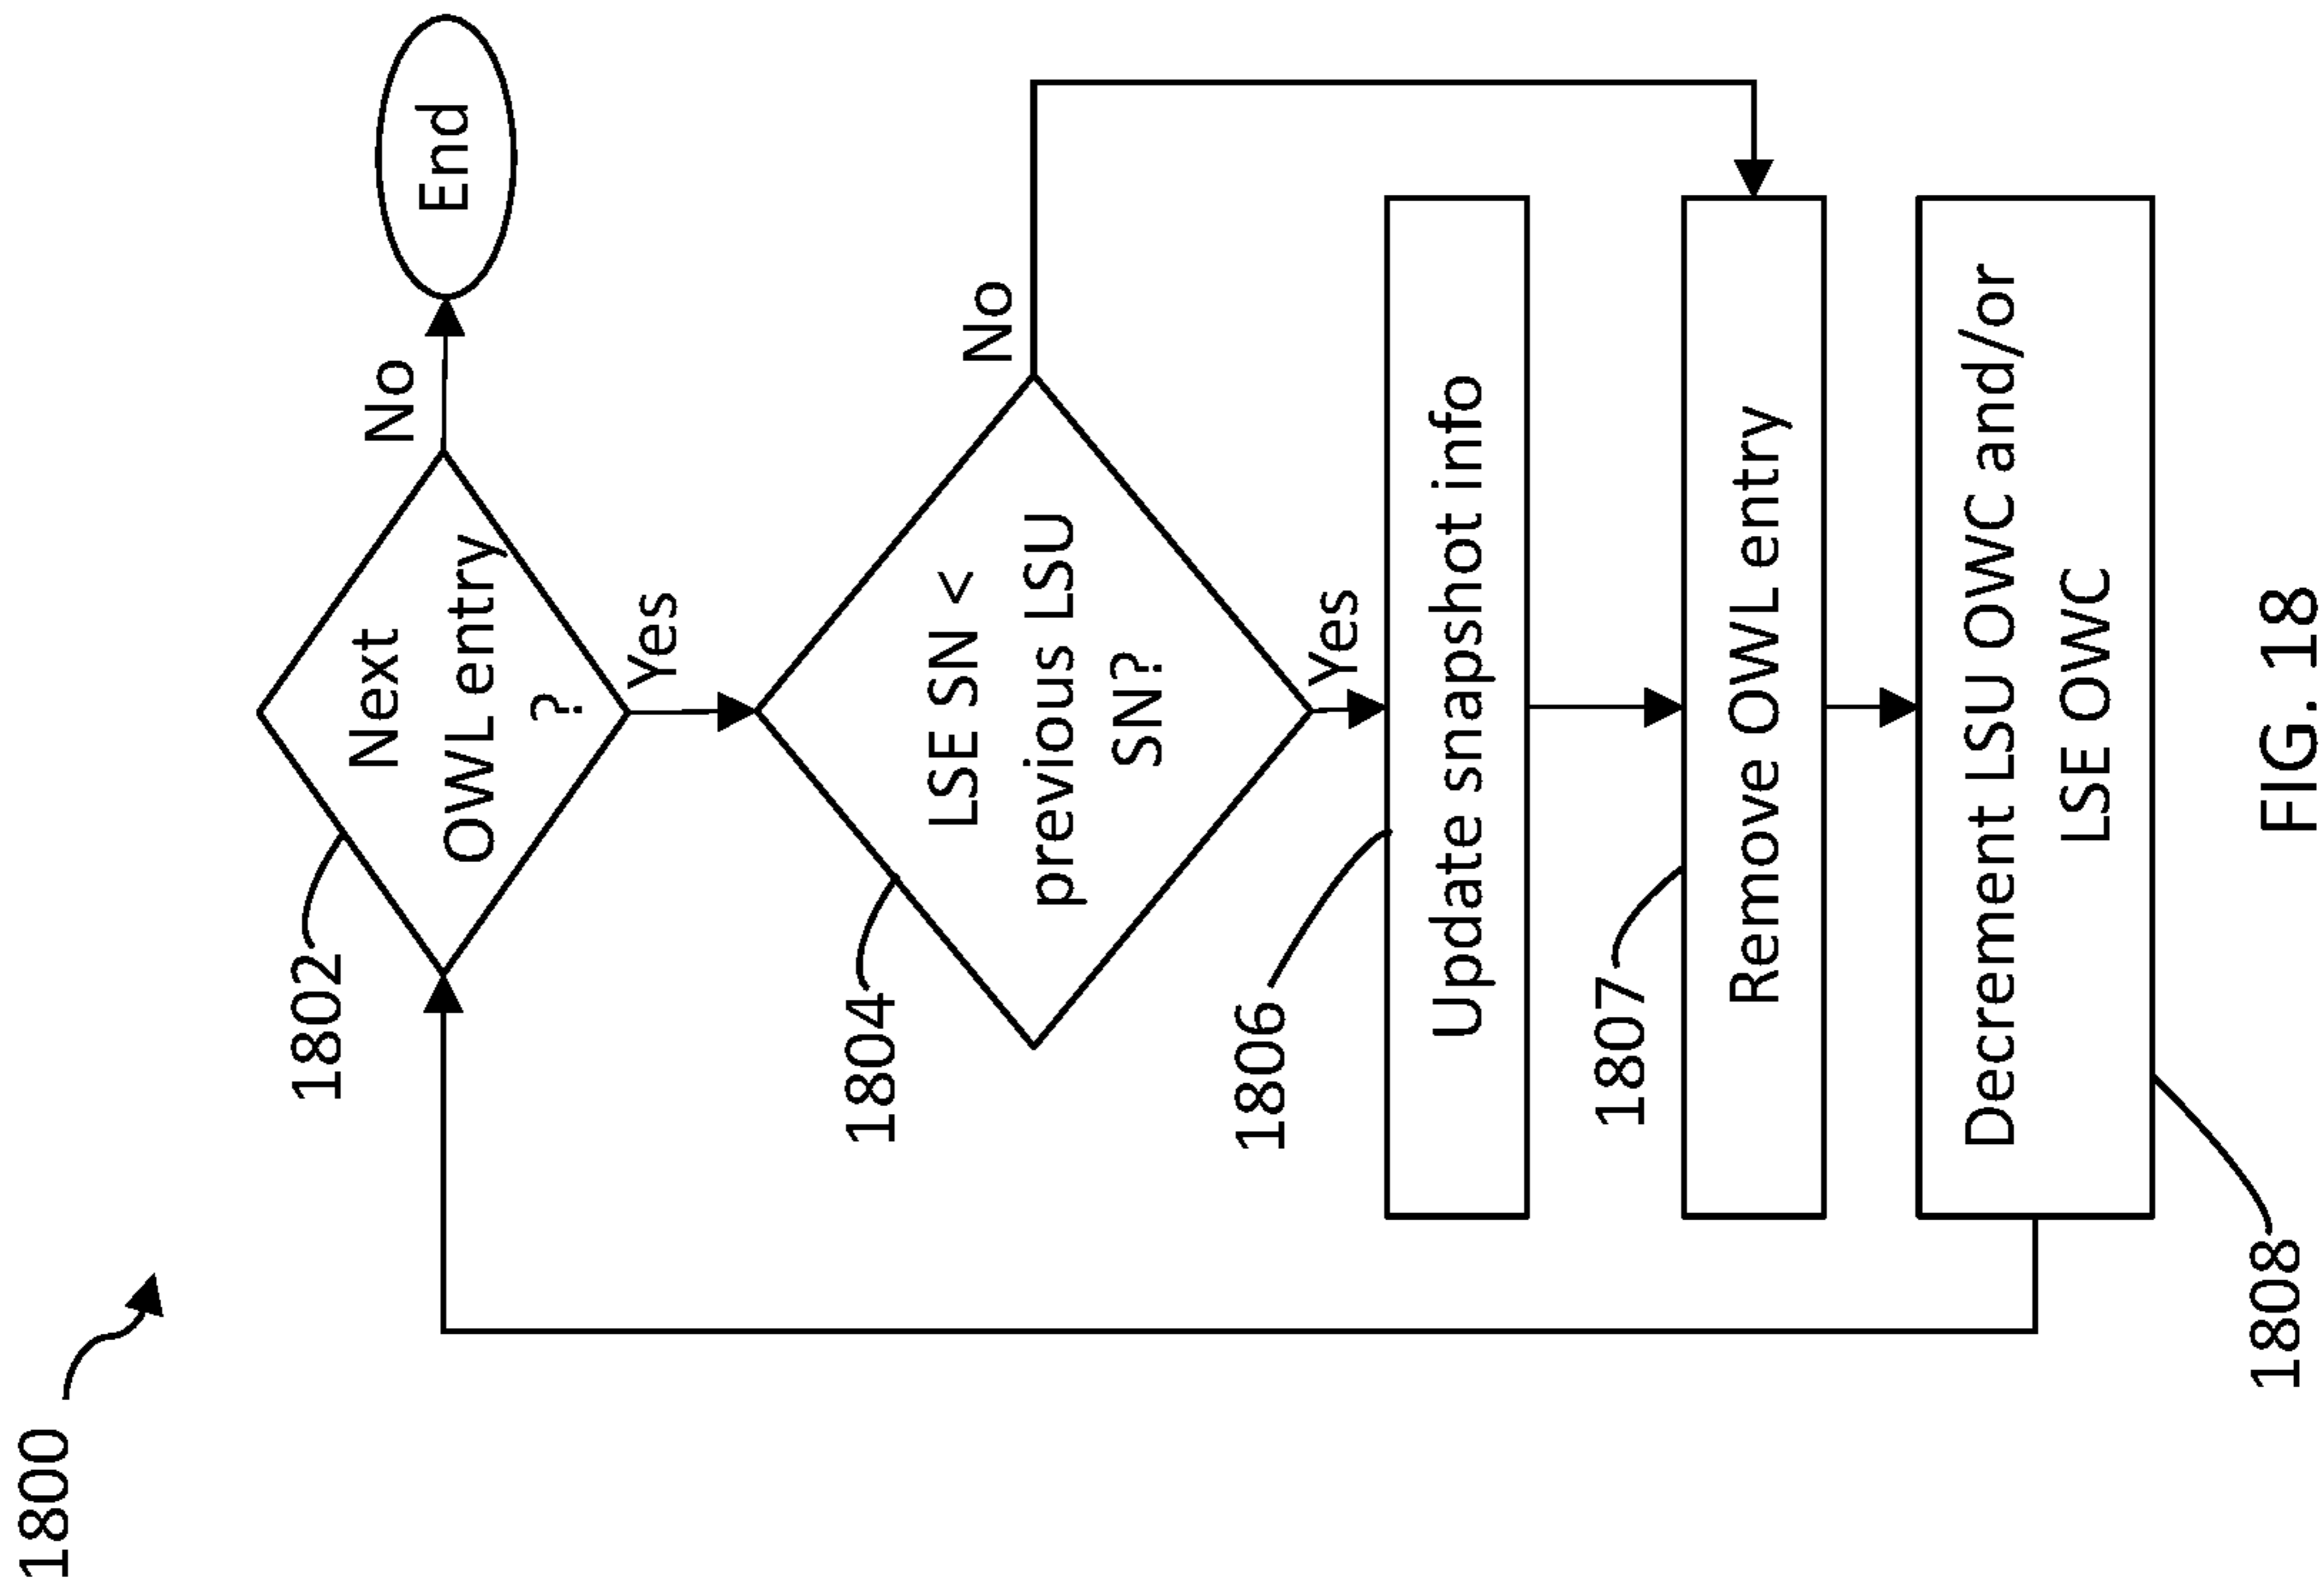 1800
1802
Next
OWL entry
?
No
End
Yes
1804
LSE SN <
previous LSU
SN?
No
Yes
1806
Update snapshot info
1807
Remove OWL entry
Decrement LSU OWC and/or
LSE OWC
1808
FIG. 18